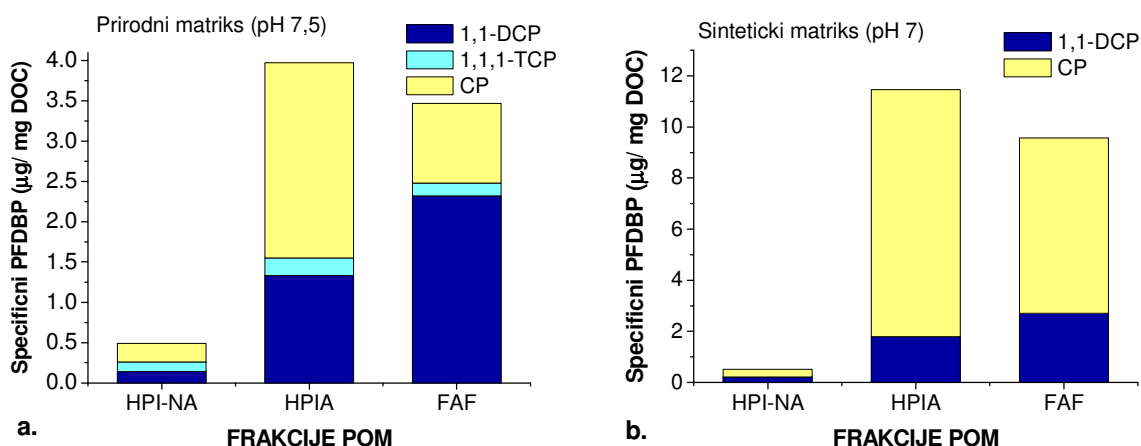 Prirodni matriks (pH 7,5)
1,1-DCP
1,1,1-TCP
CP
Specificni PFDBP (µg/ mg DOC)
4.0
3.5
3.0
2.5
2.0
1.5
1.0
0.5
0.0
HPI-NA HPIA FAF
FRAKCIJE POM
a.
Sinteticki matriks (pH 7)
1,1-DCP
CP
Specificni PFDBP (µg/ mg DOC)
12
10
8
6
4
2
0
HPI-NA HPIA FAF
FRAKCIJE POM
b.